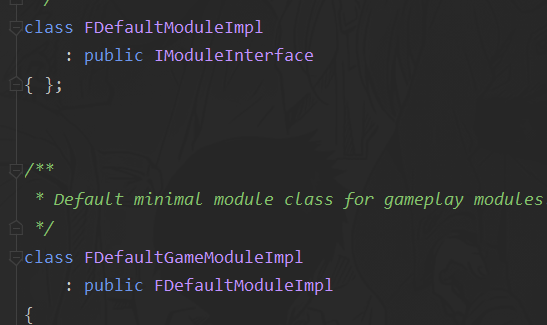 */
class FDefaultModuleImpl
: public IModuleInterface
{ };
/**
* Default minimal module class for gameplay modules
*/
class FDefaultGameModuleImpl
: public FDefaultModuleImpl
{